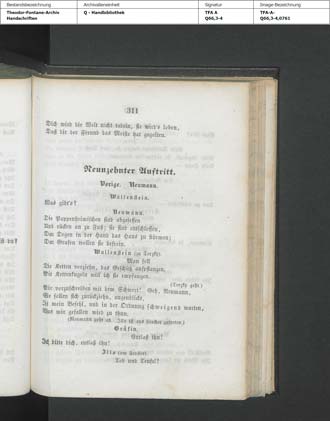 Bestandsbezeichnung
Theodor-Fontane-Archiv
Handschriften
Archivalieneinheit
Q - Handbibliothek
Signatur
TFA A
Q66,3-4
Image-Bezeichnung
TFA-A-
Q66,3-4,0761
311
Dich wird die Welt nicht tadeln, sie wird's loben,
Daß dir der Freund das Meiste hat gegolten.
Neunzehnter Auftritt.
Vorige. Neumann.
Wallenstein.
Was gibt's?
Neumann.
Die Pappenheimischen sind abgesessen
Und rücken an zu Fuß; sie sind entschlossen,
Den Degen in der Hand das Haus zu stürmen;
Den Grafen wollen sie befrein.
Wallenstein (zu Terzky).
Man soll
Die Ketten vorziehn, das Geschütz aufpflanzen,
Mit Kettenkugeln will ich sie empfangen.
(Terzky geht.)
Mir vorzuschreiben mit dem Schwert! Geh, Neumann,
Sie sollen sich zurückziehn, augenblicks,
Ist mein Befehl, und in der Ordnung schweigend warten,
Was mir gefallen wird zu thun.
(Neumann geht ab. Illo ist ans Fenster getreten.)
Gräfin.
Entlaß ihn!
Ich bitte dich, entlaß ihn!
Illo (am Fenster).
Tod und Teufel!